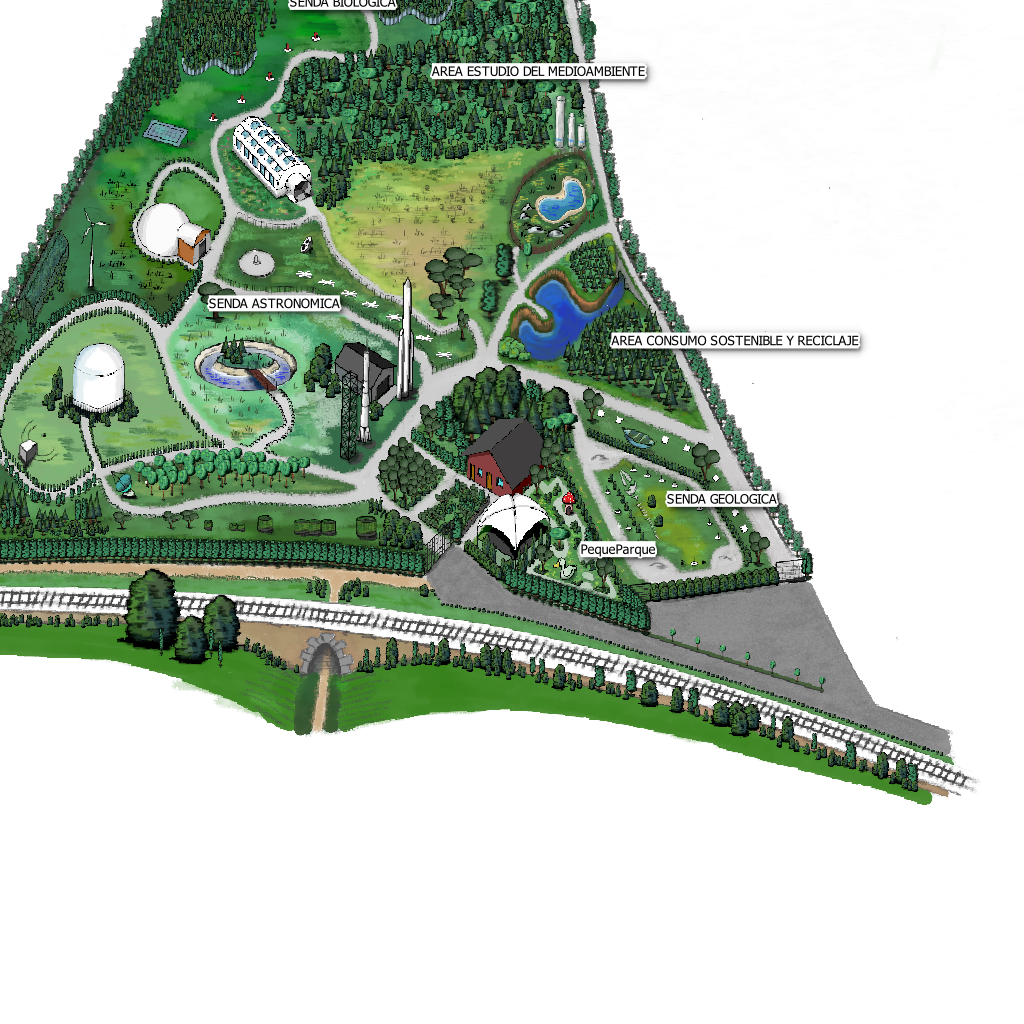 SENDA BIOLOGICA
AREA ESTUDIO DEL MEDIOAMBIENTE
SENDA ASTRONOMICA
AREA CONSUMO SOSTENIBLE Y RECICLAJE
SENDA GEOLOGICA
PequeParque